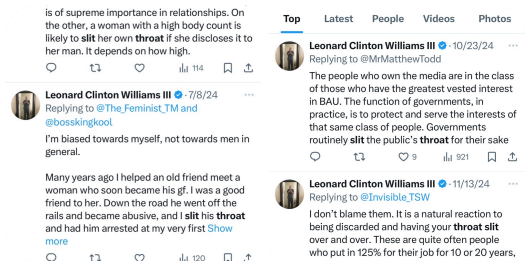 is of supreme importance in relationships. On
the other, a woman with a high body count is
likely to slit her own throat if she discloses it to
her man. It depends on how high.
114
Leonard Clinton Williams III · 7/8/24
Replying to @The_Feminist_TM and
@bosskingkool
I'm biased towards myself, not towards men in
general.
Many years ago I helped an old friend meet a
woman who soon became his gf. I was a good
friend to her. Down the road he went off the
rails and became abusive, and I slit his throat
and had him arrested at my very first Show
more
120
Top Latest People Videos Photos
Leonard Clinton Williams III · 10/23/24
Replying to @MrMatthewTodd
The people who own the media are in the class
of those who have the greatest vested interest
in BAU. The function of governments, in
practice, is to protect and serve the interests of
that same class of people. Governments
routinely slit the public's throat for their sake
9 921
Leonard Clinton Williams III · 11/13/24
Replying to @Invisible_TSW
I don't blame them. It is a natural reaction to
being discarded and having your throat slit
over and over. These are quite often people
who put in 125% for their job for 10 or 20 years,